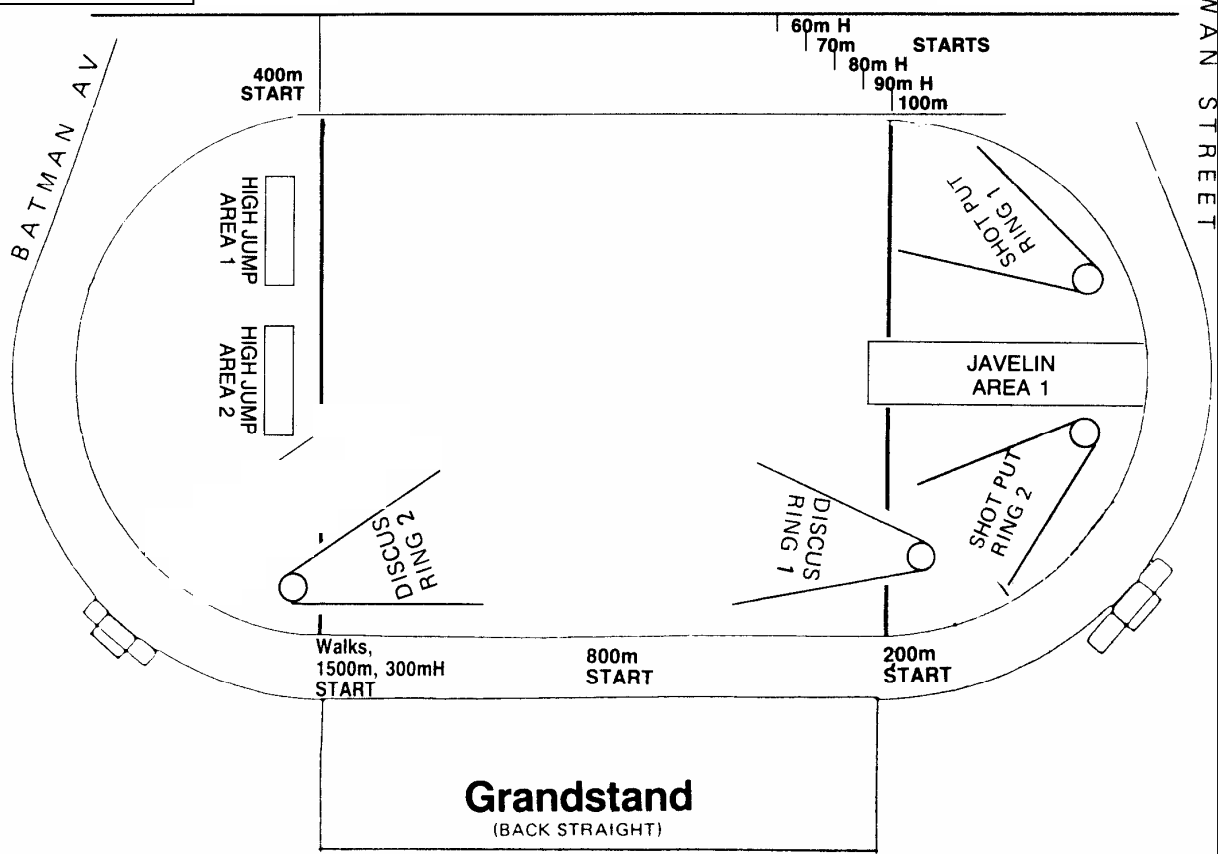 60m H
70m
STARTS
80m H
90m H
100m
400m
START
BATMAN AV
WAN STREET
HIGH JUMP
AREA 1
HIGH JUMP
AREA 2
SHOT PUT
RING 1
JAVELIN
AREA 1
SHOT PUT
RING 2
DISCUS
RING 2
DISCUS
RING 1
Walks,
1500m, 300mH
START
800m
START
200m
START
Grandstand
(BACK STRAIGHT)